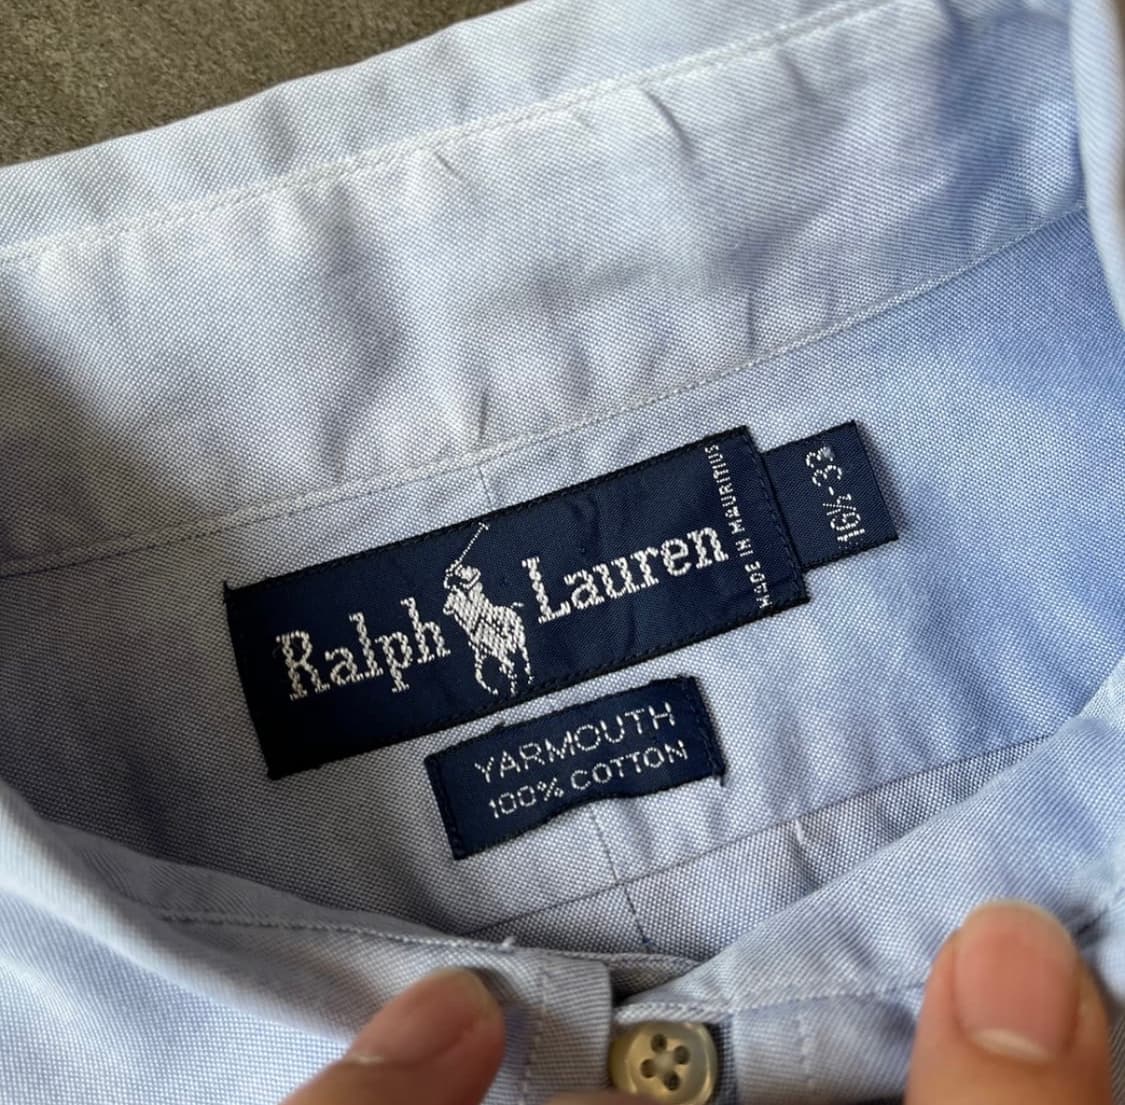 Ralph Lauren
MADE IN MAURITIUS
16½-33
YARMOUTH
100% COTTON